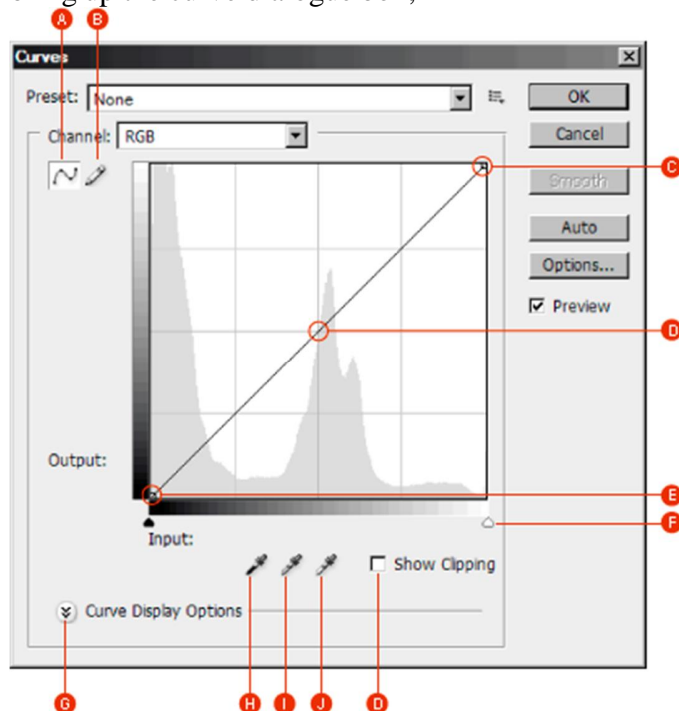 A B
Curves
Preset: None
OK
Channel: RGB
Cancel
C
Smooth
Auto
Options...
Preview
D
Output:
E
F
Input:
Show Clipping
Curve Display Options
G H I J D